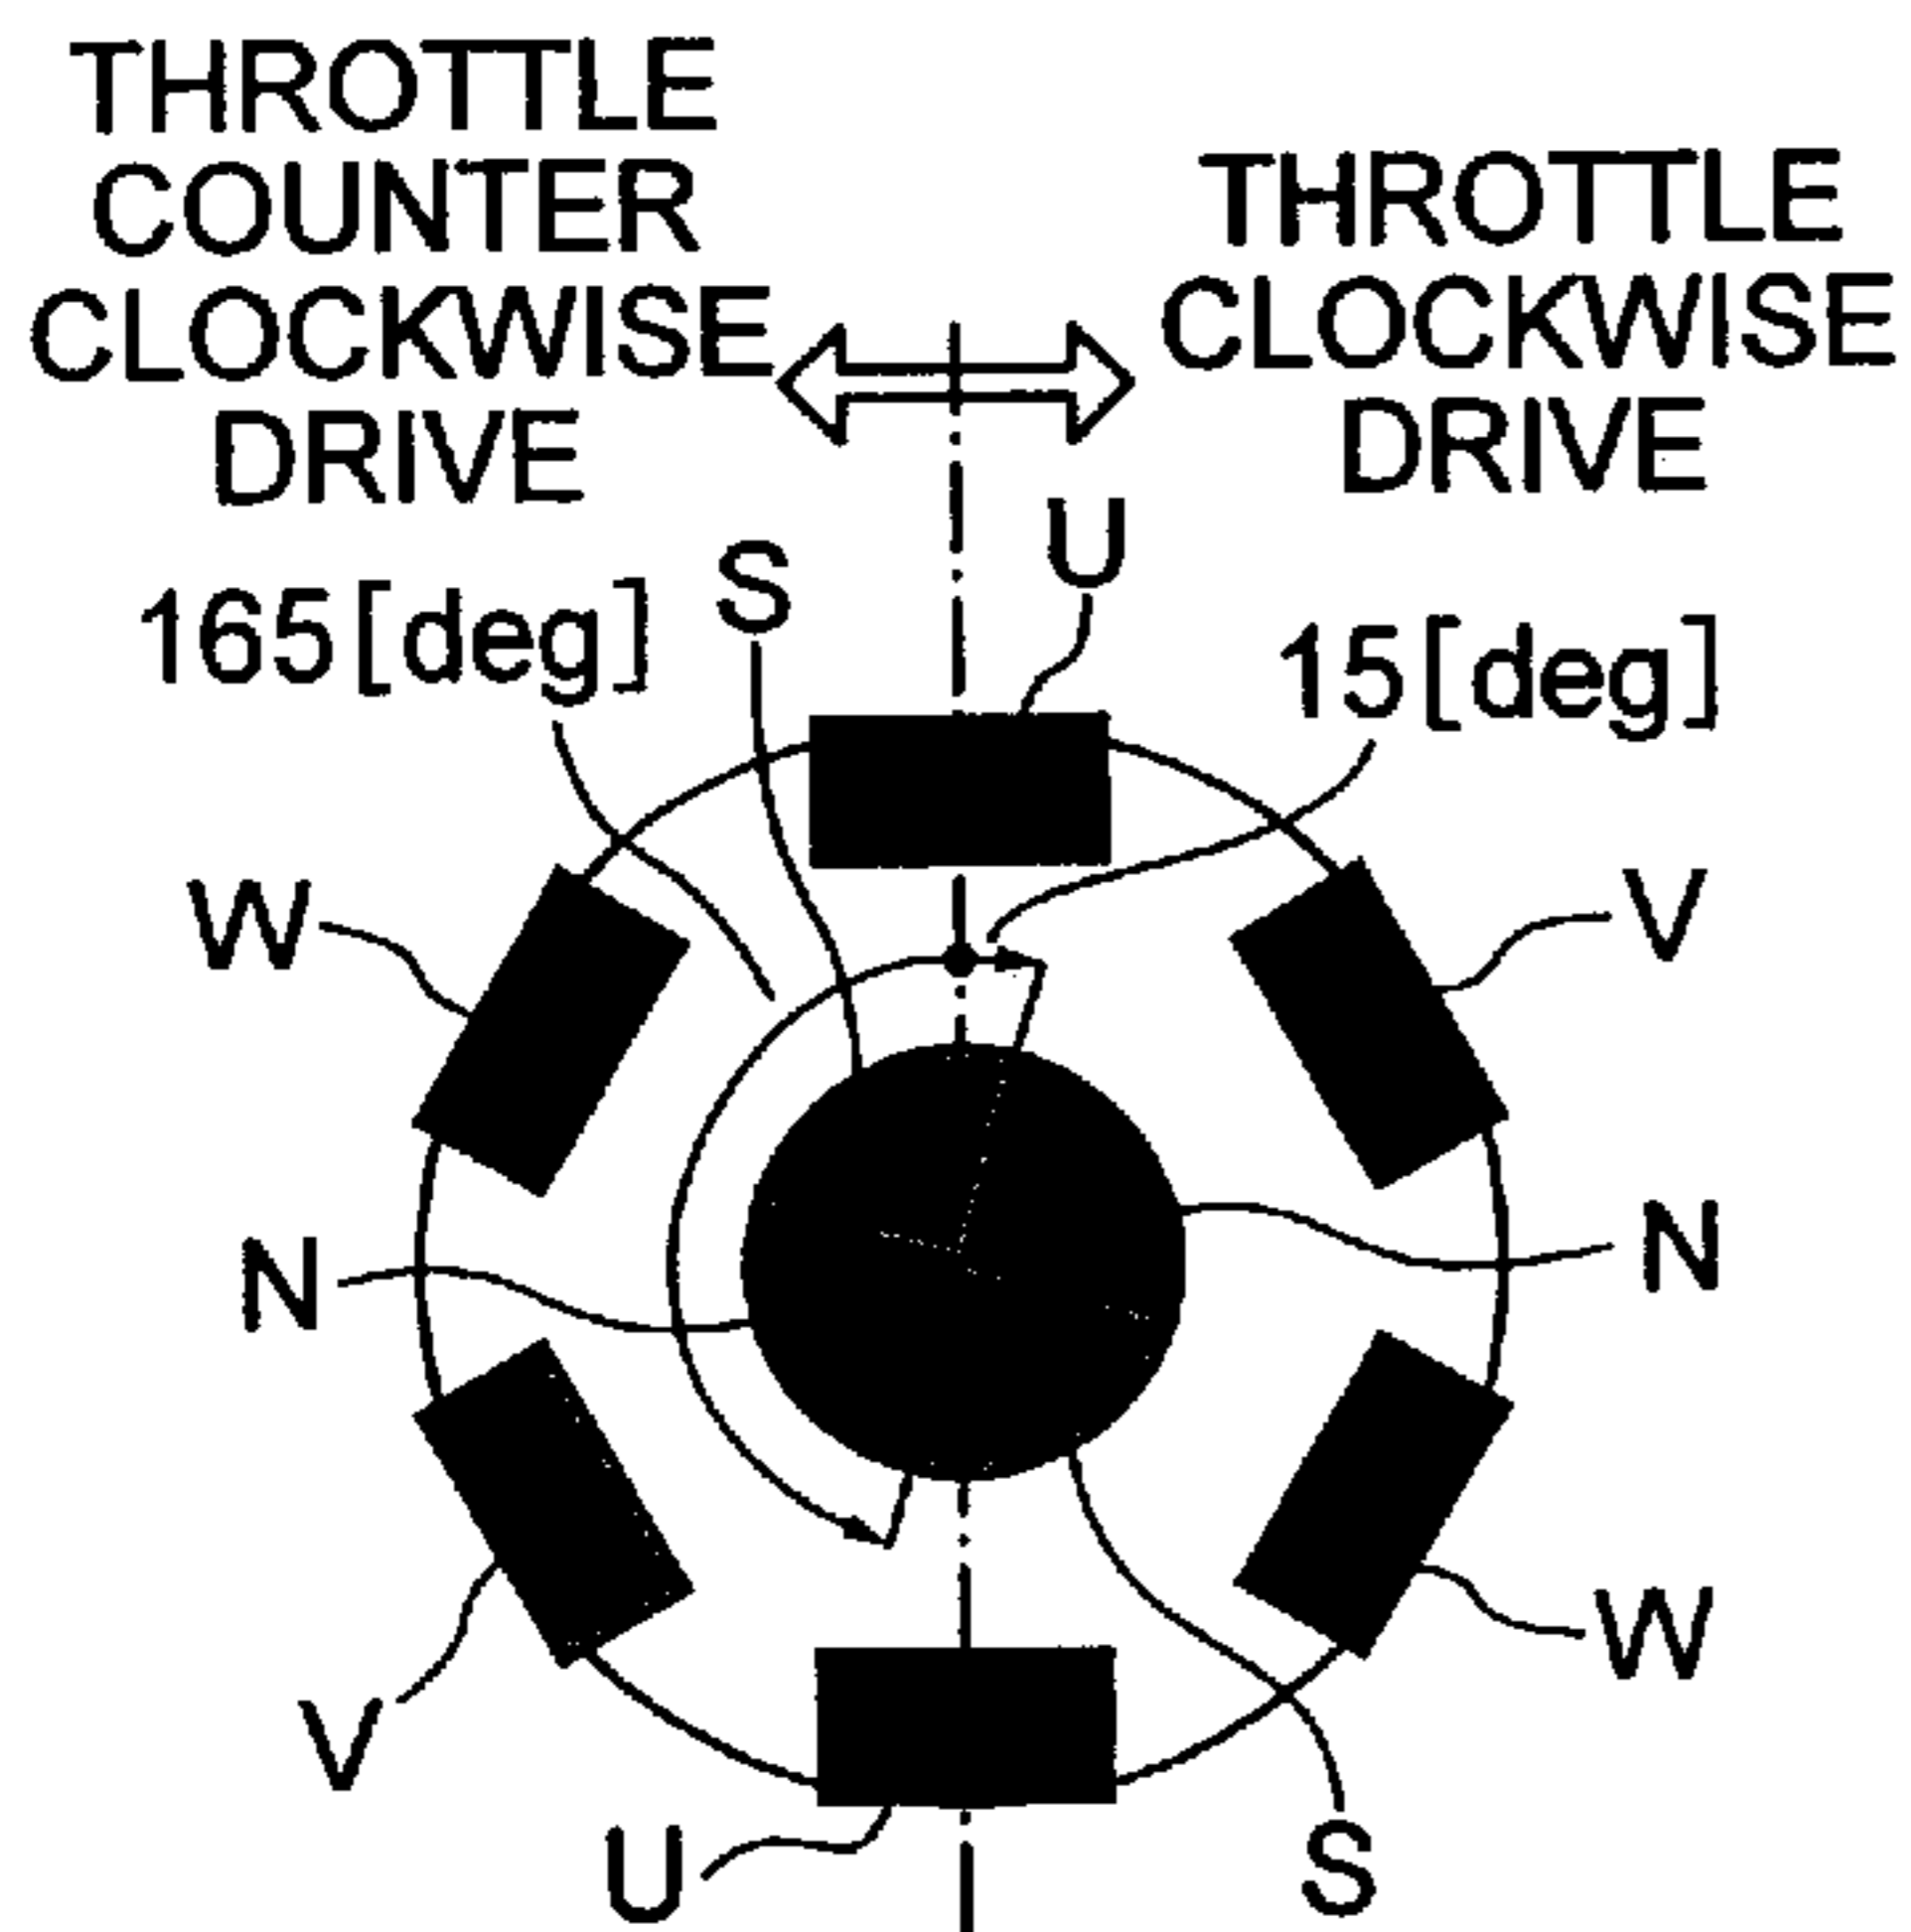 THROTTLE
COUNTER
CLOCKWISE
DRIVE
THROTTLE
CLOCKWISE
DRIVE
U
S
165[deg]
15[deg]
W
V
N
N
W
V
U
S